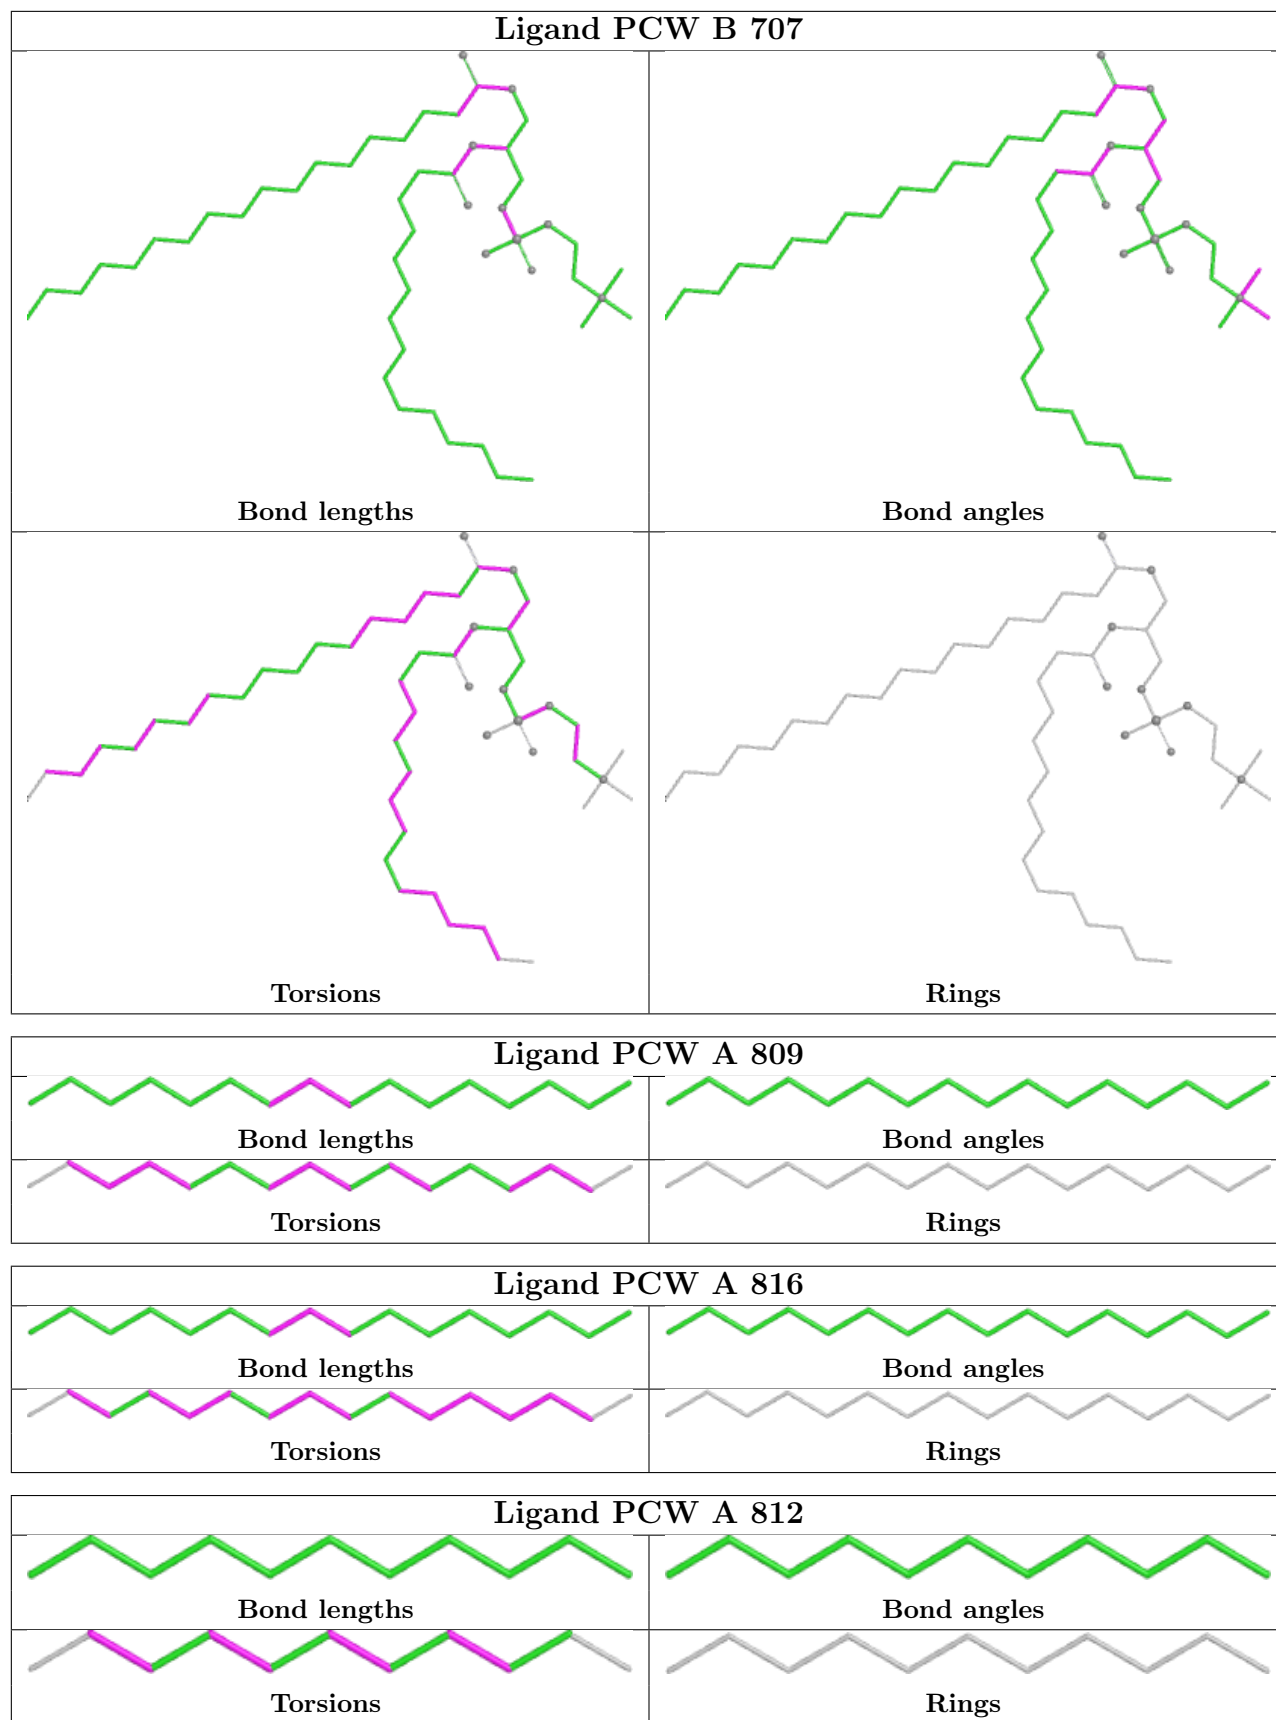 Ligand PCW B 707
Bond lengths
Bond angles
Torsions
Rings
Ligand PCW A 809
Bond lengths
Bond angles
Torsions
Rings
Ligand PCW A 816
Bond lengths
Bond angles
Torsions
Rings
Ligand PCW A 812
Bond lengths
Bond angles
Torsions
Rings